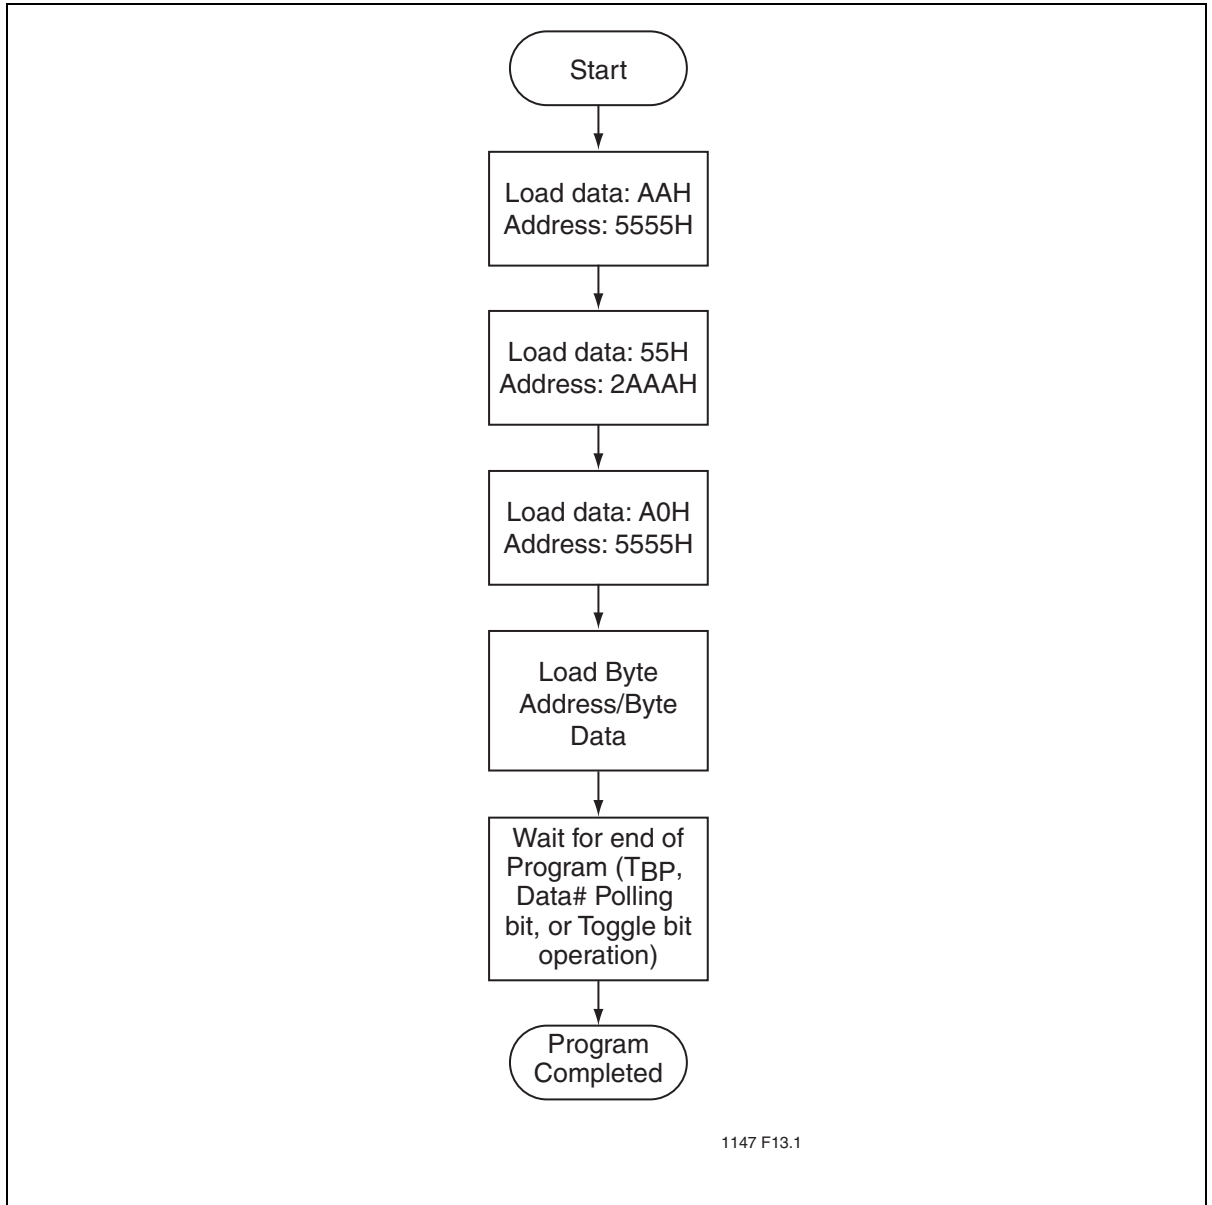 Start
Load data: AAH
Address: 5555H
Load data: 55H
Address: 2AAAH
Load data: A0H
Address: 5555H
Load Byte
Address/Byte
Data
Wait for end of
Program (TBP,
Data# Polling
bit, or Toggle bit
operation)
Program
Completed
1147 F13.1